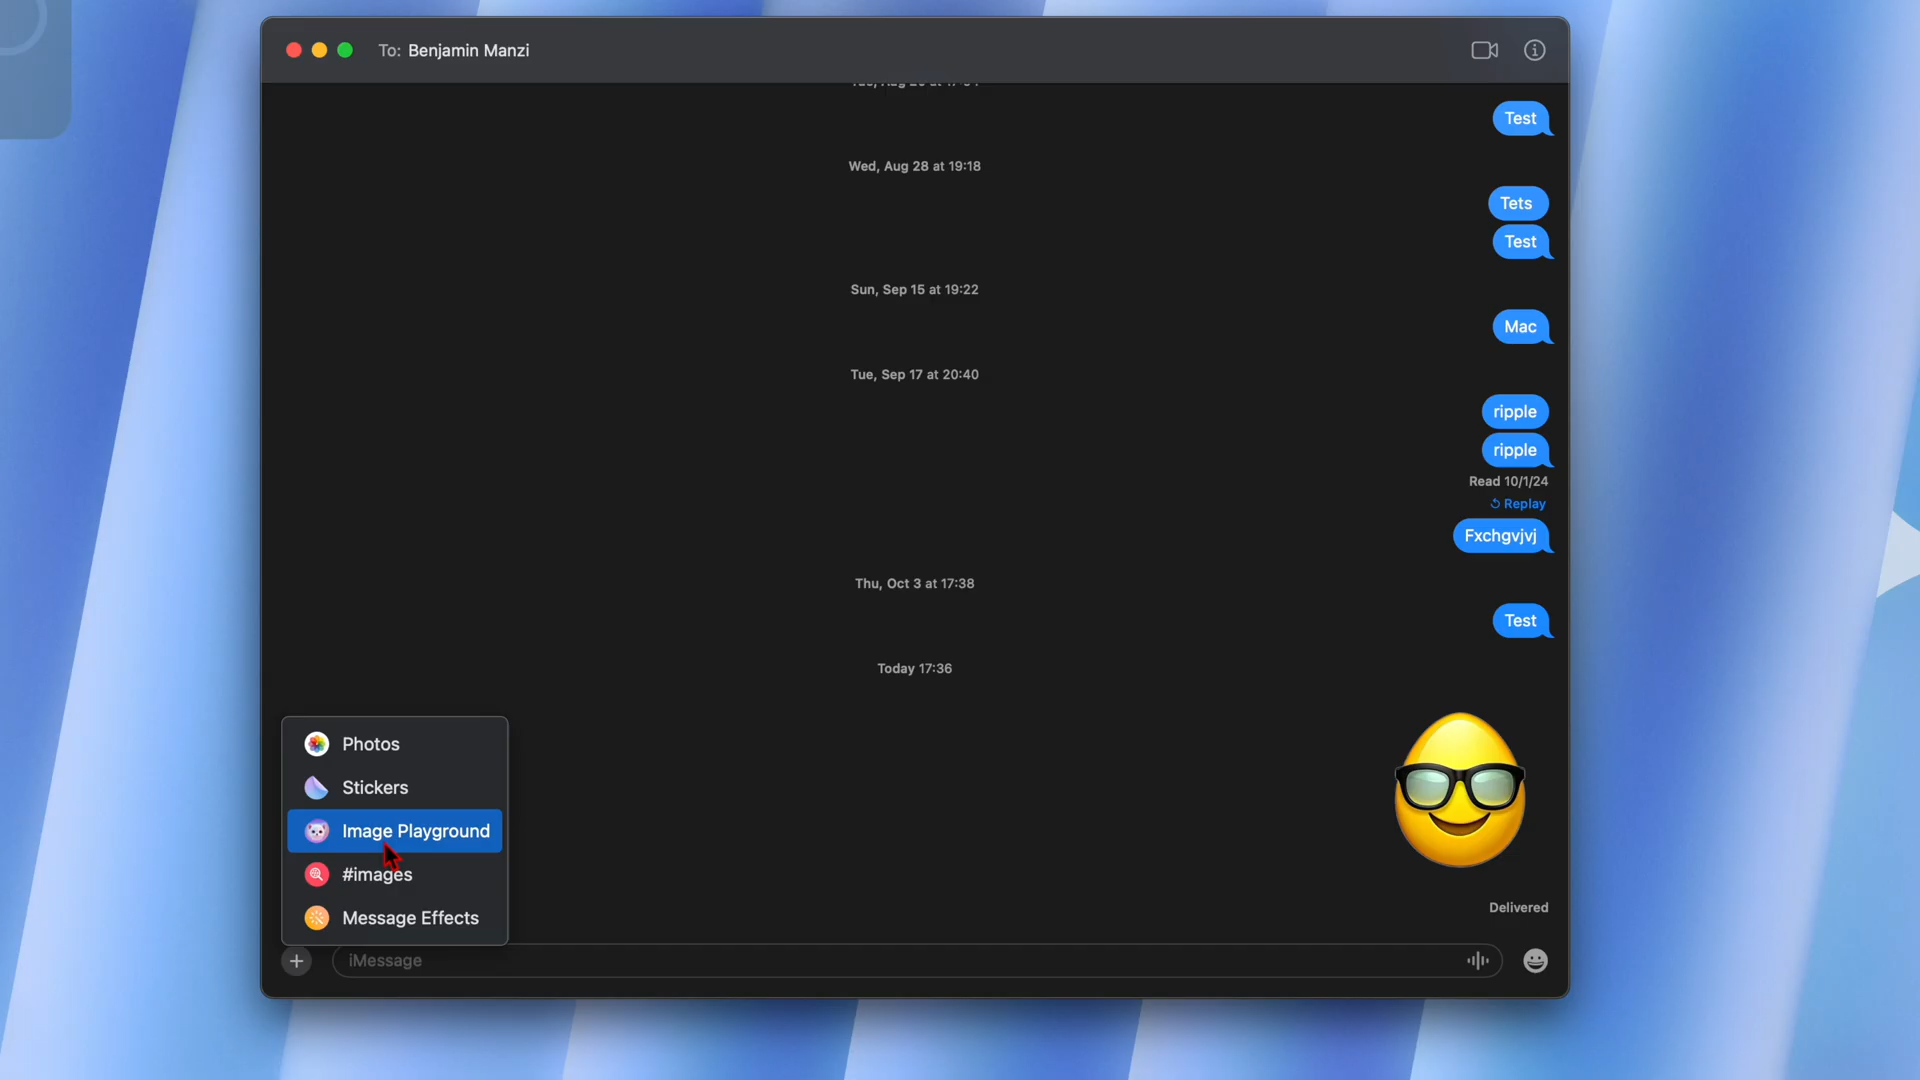 To: Benjamin Manzi
Test
Wed, Aug 28 at 19:18
Tets
Test
Sun, Sep 15 at 19:22
Mac
Tue, Sep 17 at 20:40
ripple
ripple
Read 10/1/24
Replay
Fxchgvjvj
Thu, Oct 3 at 17:38
Test
Today 17:36
Photos
Stickers
Image Playground
#images
Message Effects
Delivered
iMessage